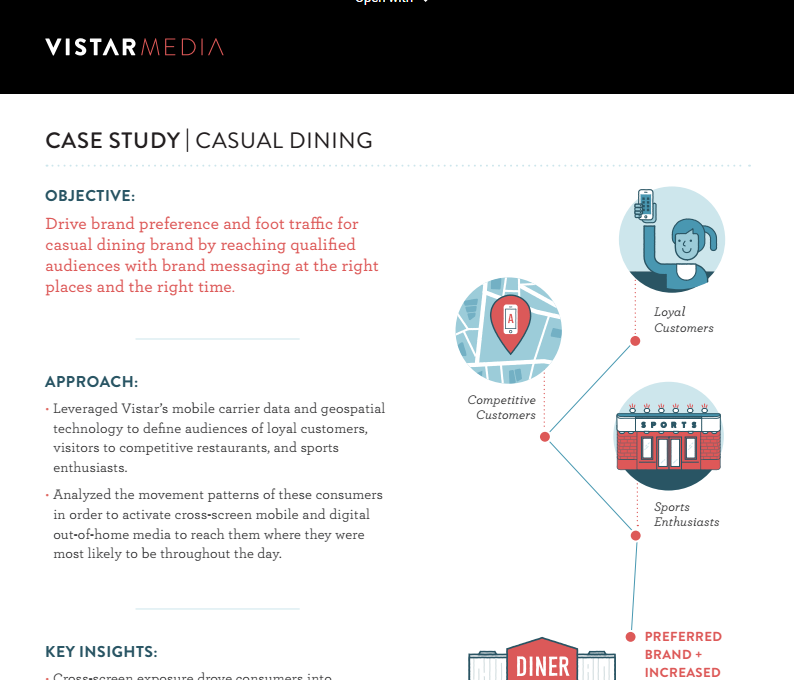 Open with
VISTAR MEDIA
CASE STUDY | CASUAL DINING
OBJECTIVE:
Drive brand preference and foot traffic for
casual dining brand by reaching qualified
audiences with brand messaging at the right
places and the right time.
APPROACH:
· Leveraged Vistar's mobile carrier data and geospatial
technology to define audiences of loyal customers,
visitors to competitive restaurants, and sports
enthusiasts.
· Analyzed the movement patterns of these consumers
in order to activate cross-screen mobile and digital
out-of-home media to reach them where they were
most likely to be throughout the day.
KEY INSIGHTS:
· Cross-screen exposure drove consumers into
Loyal
Customers
A
Competitive
Customers
SPORTS
Sports
Enthusiasts
PREFERRED
BRAND +
INCREASED
DINER